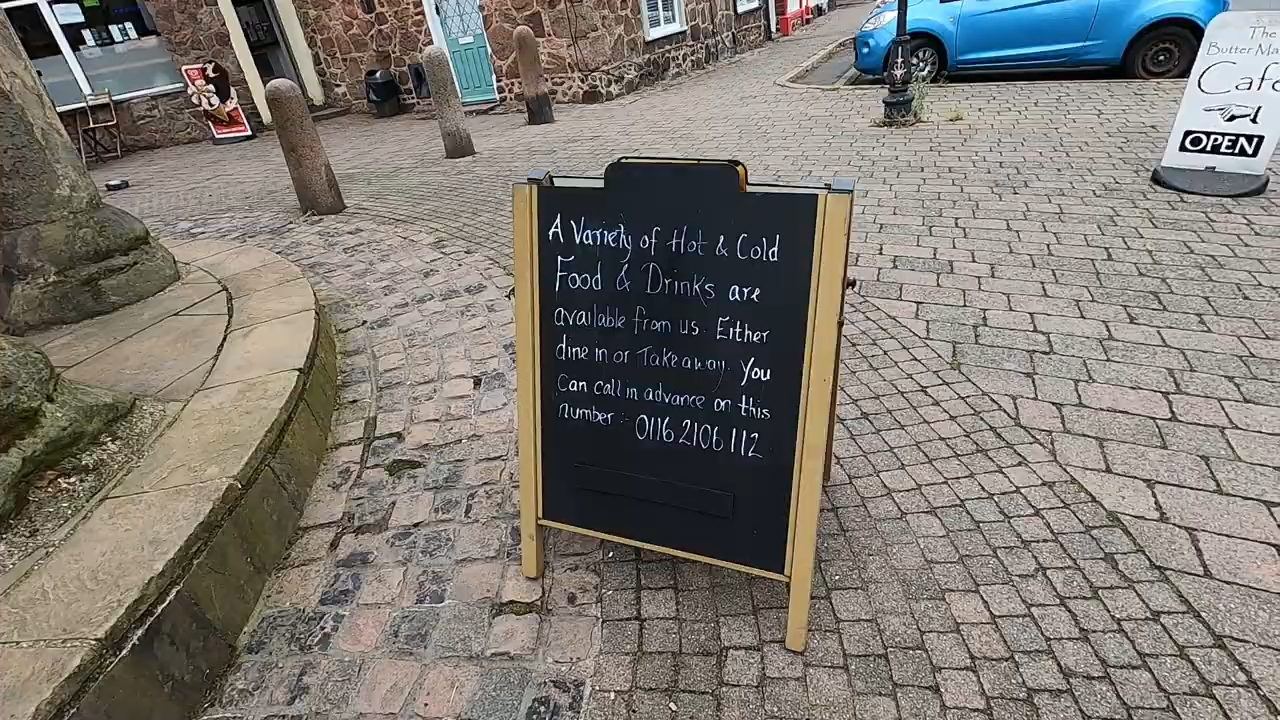 A Variety of Hot & Cold
Food & Drinks are
available from us. Either
dine in or Takeaway. You
Can call in advance on this
number :- 0116 2106 112
The
Butter Ma
Café
OPEN